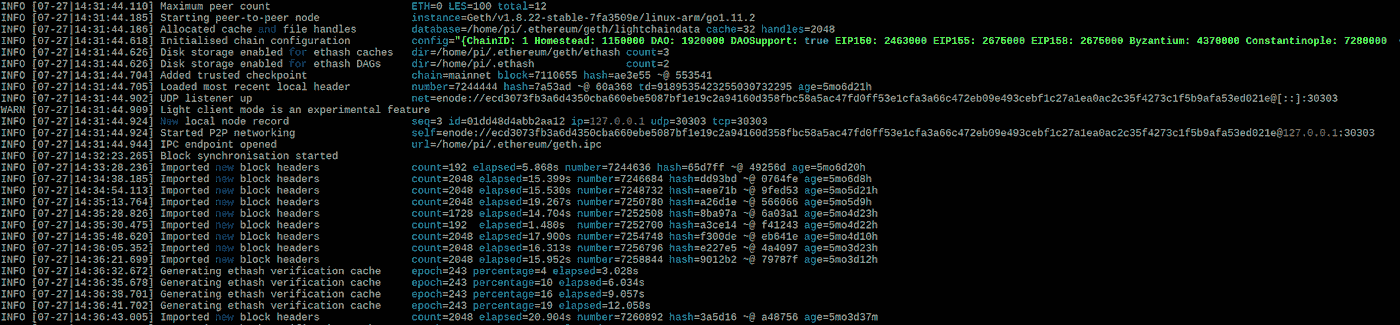 INFO [07-27|14:31:44.110] Maximum peer count ETH=0 LES=100 total=12
INFO [07-27|14:31:44.185] Starting peer-to-peer node instance=Geth/v1.8.22-stable-7fa3509e/linux-arm/go1.11.2
INFO [07-27|14:31:44.186] Allocated cache and file handles database=/home/pi/.ethereum/geth/lightchaindata cache=32 handles=2048
INFO [07-27|14:31:44.618] Initialised chain configuration config="{ChainID: 1 Homestead: 1150000 DAO: 1920000 DAOSupport: true EIP150: 2463000 EIP155: 2675000 EIP158: 2675000 Byzantium: 4370000 Constantinople: 7280000
INFO [07-27|14:31:44.626] Disk storage enabled for ethash caches dir=/home/pi/.ethereum/geth/ethash count=3
INFO [07-27|14:31:44.626] Disk storage enabled for ethash DAGs dir=/home/pi/.ethash count=2
INFO [07-27|14:31:44.704] Added trusted checkpoint chain=mainnet block=7110655 hash=ae3e55 ~@ 553541
INFO [07-27|14:31:44.705] Loaded most recent local header number=7244444 hash=7a53ad ~@ 60a368 td=9189535423255030732295 age=5mo6d21h
INFO [07-27|14:31:44.902] UDP listener up net=enode://ecd3073fb3a6d4350cba660ebe5087bf1e19c2a94160d358fbc58a5ac47fd0ff53e1cfa3a66c472eb09e493cebf1c27a1ea0ac2c35f4273c1f5b9afa53ed021e@[::]:30303
WARN [07-27|14:31:44.909] Light client mode is an experimental feature
INFO [07-27|14:31:44.924] New local node record seq=3 id=01dd48d4abb2aa12 ip=127.0.0.1 udp=30303 tcp=30303
INFO [07-27|14:31:44.924] Started P2P networking self=enode://ecd3073fb3a6d4350cba660ebe5087bf1e19c2a94160d358fbc58a5ac47fd0ff53e1cfa3a66c472eb09e493cebf1c27a1ea0ac2c35f4273c1f5b9afa53ed021e@127.0.0.1:30303
INFO [07-27|14:31:44.944] IPC endpoint opened url=/home/pi/.ethereum/geth.ipc
INFO [07-27|14:32:23.265] Block synchronisation started
INFO [07-27|14:33:28.236] Imported new block headers count=192 elapsed=5.868s number=7244636 hash=65d7ff ~@ 49256d age=5mo6d20h
INFO [07-27|14:34:38.185] Imported new block headers count=2048 elapsed=15.399s number=7246684 hash=dd93bd ~@ 0764fe age=5mo6d8h
INFO [07-27|14:34:54.113] Imported new block headers count=2048 elapsed=15.530s number=7248732 hash=aee71b ~@ 9fed53 age=5mo5d21h
INFO [07-27|14:35:13.764] Imported new block headers count=2048 elapsed=19.267s number=7250780 hash=a26d1e ~@ 566066 age=5mo5d9h
INFO [07-27|14:35:28.826] Imported new block headers count=1728 elapsed=14.704s number=7252508 hash=8ba97a ~@ 6a03a1 age=5mo4d23h
INFO [07-27|14:35:30.475] Imported new block headers count=192 elapsed=1.480s number=7252700 hash=a3ce14 ~@ f41243 age=5mo4d22h
INFO [07-27|14:35:48.620] Imported new block headers count=2048 elapsed=17.900s number=7254748 hash=f300de ~@ eb641e age=5mo4d10h
INFO [07-27|14:36:05.352] Imported new block headers count=2048 elapsed=16.313s number=7256796 hash=e227e5 ~@ 4a4097 age=5mo3d23h
INFO [07-27|14:36:21.699] Imported new block headers count=2048 elapsed=15.952s number=7258844 hash=9012b2 ~@ 79787f age=5mo3d12h
INFO [07-27|14:36:32.672] Generating ethash verification cache epoch=243 percentage=4 elapsed=3.028s
INFO [07-27|14:36:35.678] Generating ethash verification cache epoch=243 percentage=10 elapsed=6.034s
INFO [07-27|14:36:38.701] Generating ethash verification cache epoch=243 percentage=16 elapsed=9.057s
INFO [07-27|14:36:41.702] Generating ethash verification cache epoch=243 percentage=19 elapsed=12.058s
INFO [07-27|14:36:43.005] Imported new block headers count=2048 elapsed=20.904s number=7260892 hash=3a5d16 ~@ a48756 age=5mo3d37m